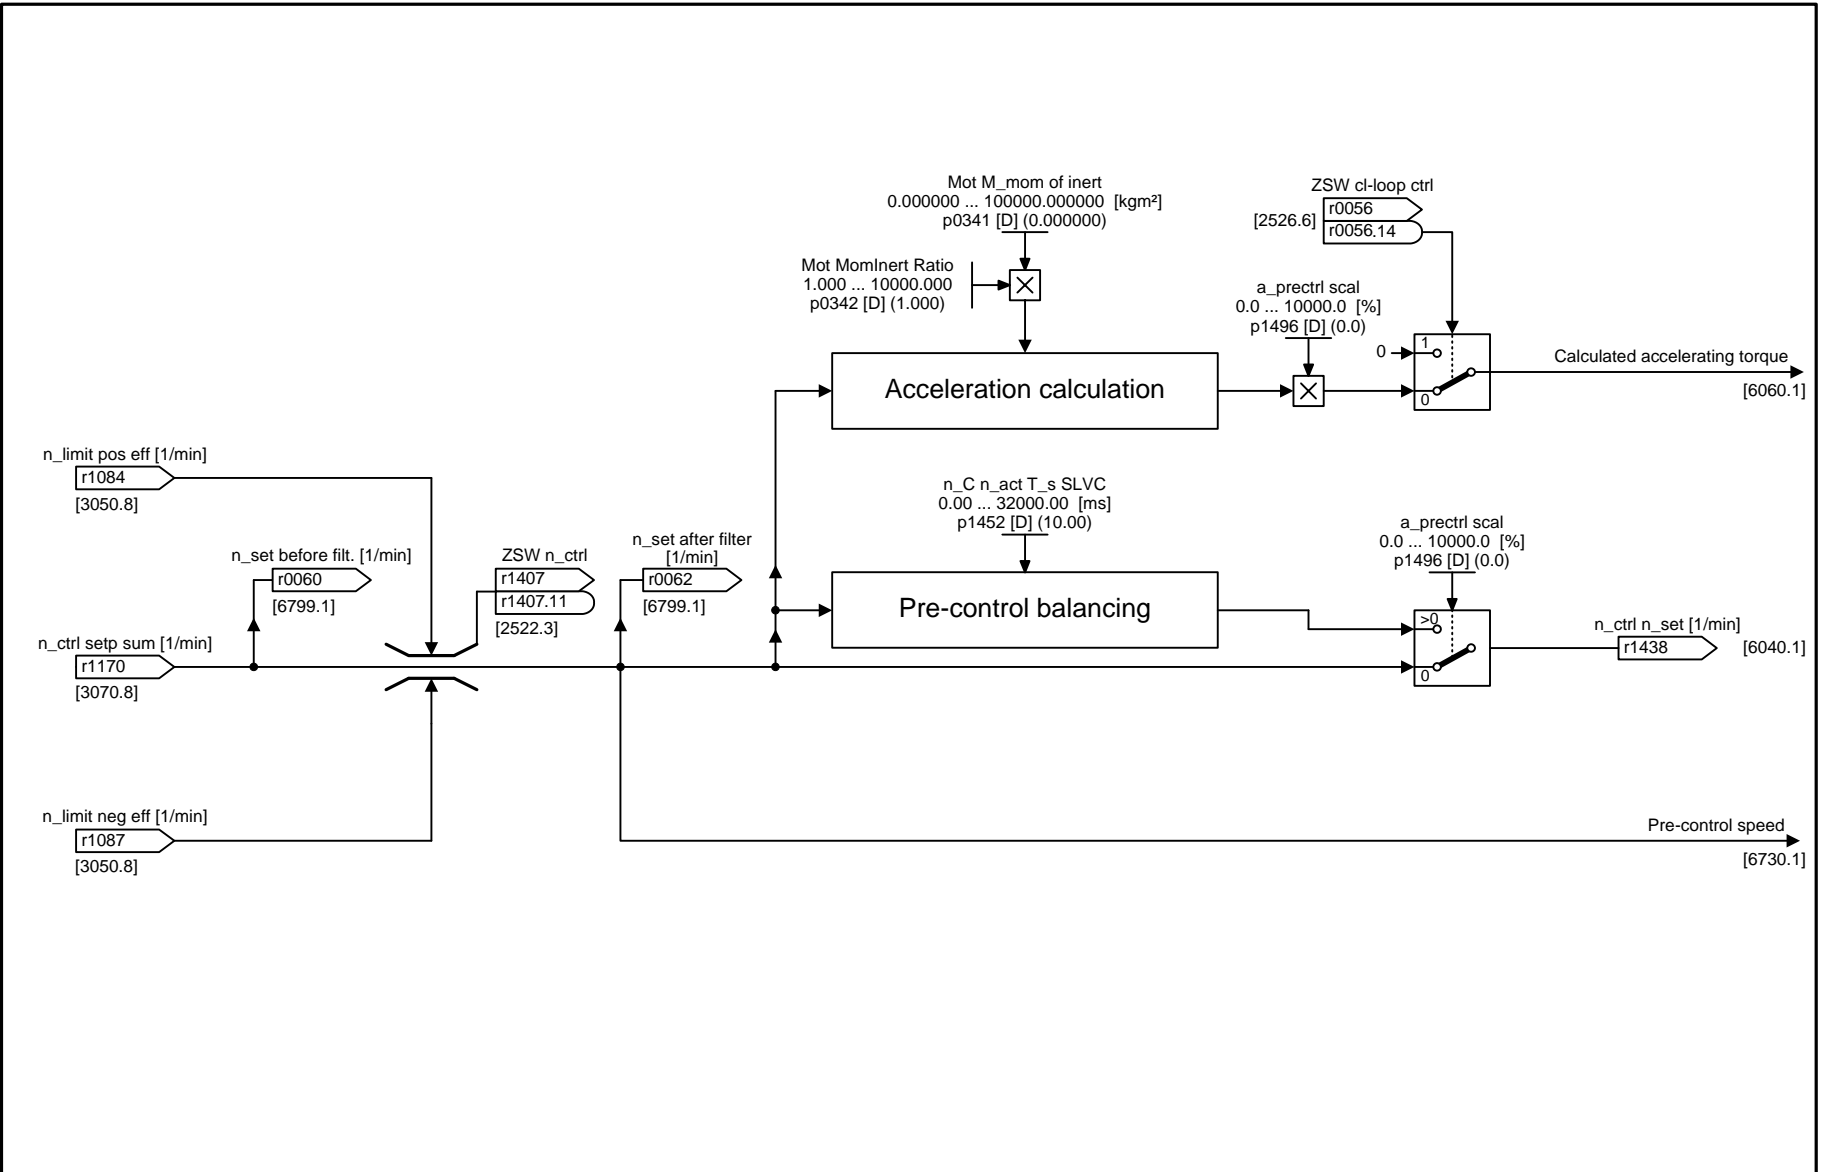 Mot M_mom of inert
0.000000 ... 100000.000000 [kgm²]
p0341 [D] (0.000000)
ZSW cl-loop ctrl
r0056
[2526.6]
r0056.14
Mot MomInert Ratio
1.000 ... 10000.000
p0342 [D] (1.000)
a_prectrl scal
0.0 ... 10000.0 [%]
p1496 [D] (0.0)
1
0
0
Acceleration calculation
Calculated accelerating torque
[6060.1]
n_limit pos eff [1/min]
r1084
[3050.8]
n_C n_act T_s SLVC
0.00 ... 32000.00 [ms]
p1452 [D] (10.00)
a_prectrl scal
0.0 ... 10000.0 [%]
p1496 [D] (0.0)
n_set before filt. [1/min]
r0060
[6799.1]
ZSW n_ctrl
r1407
r1407.11
[2522.3]
n_set after filter
[1/min]
r0062
[6799.1]
Pre-control balancing
>0
0
n_ctrl n_set [1/min]
r1438
[6040.1]
n_ctrl setp sum [1/min]
r1170
[3070.8]
n_limit neg eff [1/min]
r1087
[3050.8]
Pre-control speed
[6730.1]